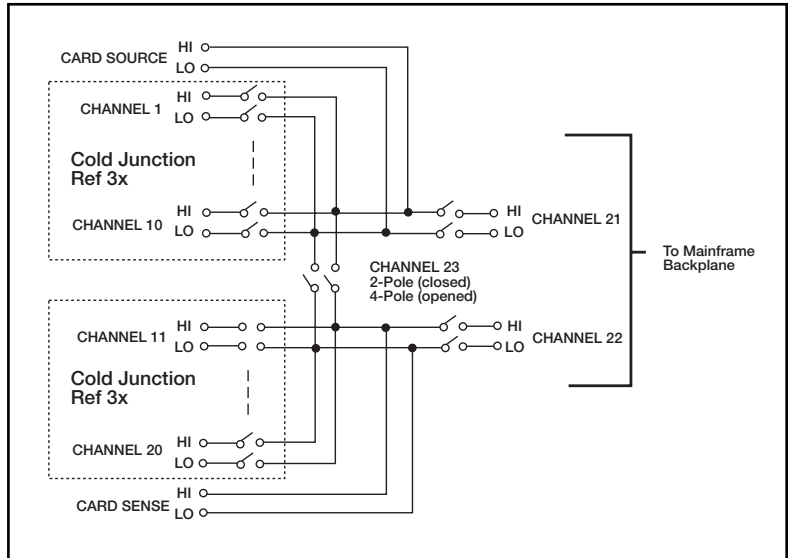 CARD SOURCE HI
LO
CHANNEL 1 HI
LO
Cold Junction
Ref 3x
CHANNEL 10 HI
LO
HI
LO
CHANNEL 21
To Mainframe
Backplane
CHANNEL 23
2-Pole (closed)
4-Pole (opened)
CHANNEL 11 HI
LO
HI
LO
CHANNEL 22
Cold Junction
Ref 3x
CHANNEL 20 HI
LO
CARD SENSE HI
LO